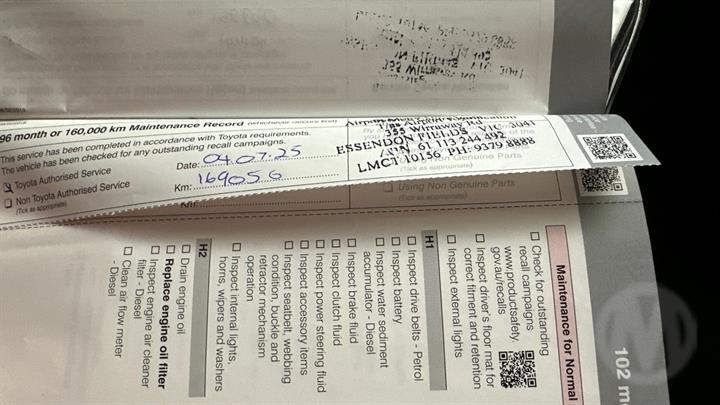 96 month or 160,000 km Maintenance Record (whichever occurs first)
This service has been completed in accordance with Toyota requirements.
The vehicle has been checked for any outstanding recall campaigns.
Toyota Authorised Service
Non Toyota Authorised Service
(Tick as appropriate)
Date: 04.07.25
Km: 169056
Km:
355 Wirraway Rd
ESSENDON FIELDS VIC 3041
61 113 244 892
LMCT 10156 PH: 9379 8888
Non Genuine Parts
(Tick as appropriate)
Using Non Genuine Parts
102
Maintenance for Normal
Check for outstanding
recall campaigns
www.productsafety.
gov.au/recalls
Inspect driver's floor mat for
correct fitment and retention
Inspect external lights
H1
Inspect drive belts - Petrol
Inspect battery
Inspect water sediment
accumulator - Diesel
Inspect brake fluid
Inspect clutch fluid
Inspect power steering fluid
Inspect accessory items
Inspect seatbelt, webbing
condition, buckle and
retractor mechanism
operation
Inspect internal lights,
horns, wipers and washers
H2
Drain engine oil
Replace engine oil filter
Inspect engine air cleaner
filter - Diesel
Clean air flow meter
- Diesel